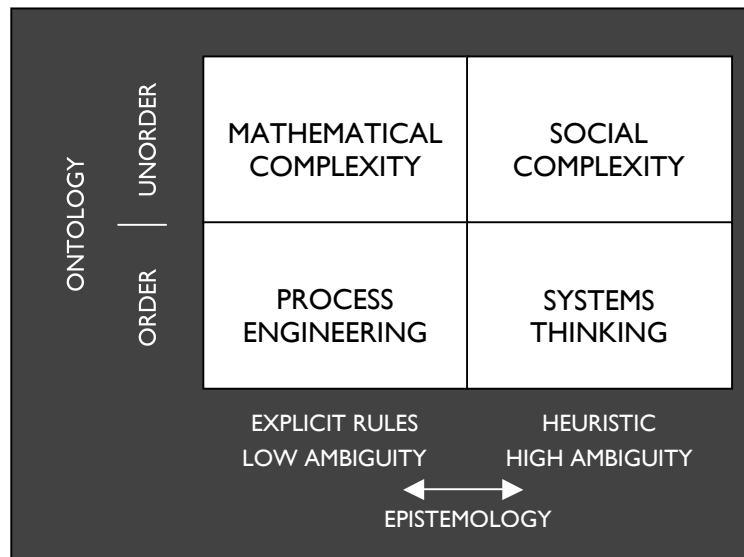 ONTOLOGY
UNORDER
ORDER
MATHEMATICAL
COMPLEXITY
SOCIAL
COMPLEXITY
PROCESS
ENGINEERING
SYSTEMS
THINKING
EXPLICIT RULES
LOW AMBIGUITY
HEURISTIC
HIGH AMBIGUITY
EPISTEMOLOGY